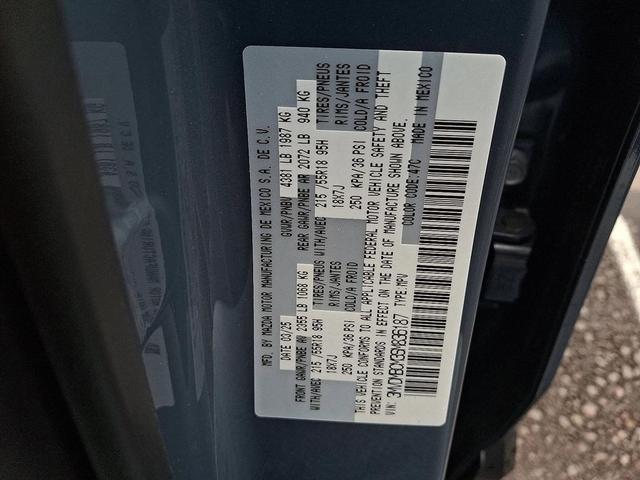 MFD. BY MAZDA MOTOR MANUFACTURING DE MEXICO S.A. DE C.V.
DATE 03/25 GVWR/PNBV 4381 LB 1987 KG
FRONT GAWR/PNBE AV 2355 LB 1068 KG REAR GAWR/PNBE AR 2072 LB 940 KG
WITH/AVEC TIRES/PNEUS WITH/AVEC TIRES/PNEUS
215 /55R18 95H 215 /55R18 95H
18X7J RIMS/JANTES 18X7J RIMS/JANTES
250 KPA/36 PSI COLD/A FROID 250 KPA/36 PSI COLD/A FROID
THIS VEHICLE CONFORMS TO ALL APPLICABLE FEDERAL MOTOR VEHICLE SAFETY AND THEFT
PREVENTION STANDARDS IN EFFECT ON THE DATE OF MANUFACTURE SHOWN ABOVE.
VIN: TYPE:MPV COLOR CODE:47C MADE IN MEXICO